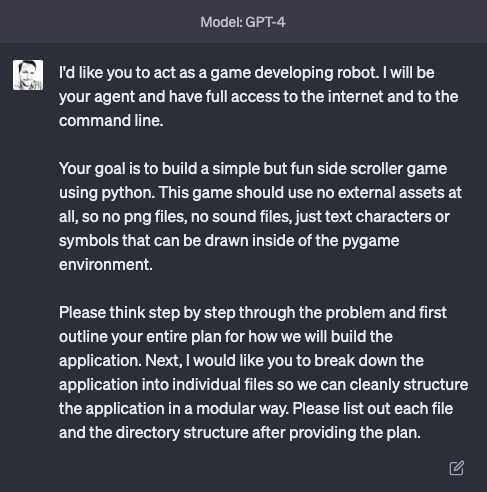 Model: GPT-4
I'd like you to act as a game developing robot. I will be
your agent and have full access to the internet and to the
command line.
Your goal is to build a simple but fun side scroller game
using python. This game should use no external assets at
all, so no png files, no sound files, just text characters or
symbols that can be drawn inside of the pygame
environment.
Please think step by step through the problem and first
outline your entire plan for how we will build the
application. Next, I would like you to break down the
application into individual files so we can cleanly structure
the application in a modular way. Please list out each file
and the directory structure after providing the plan.